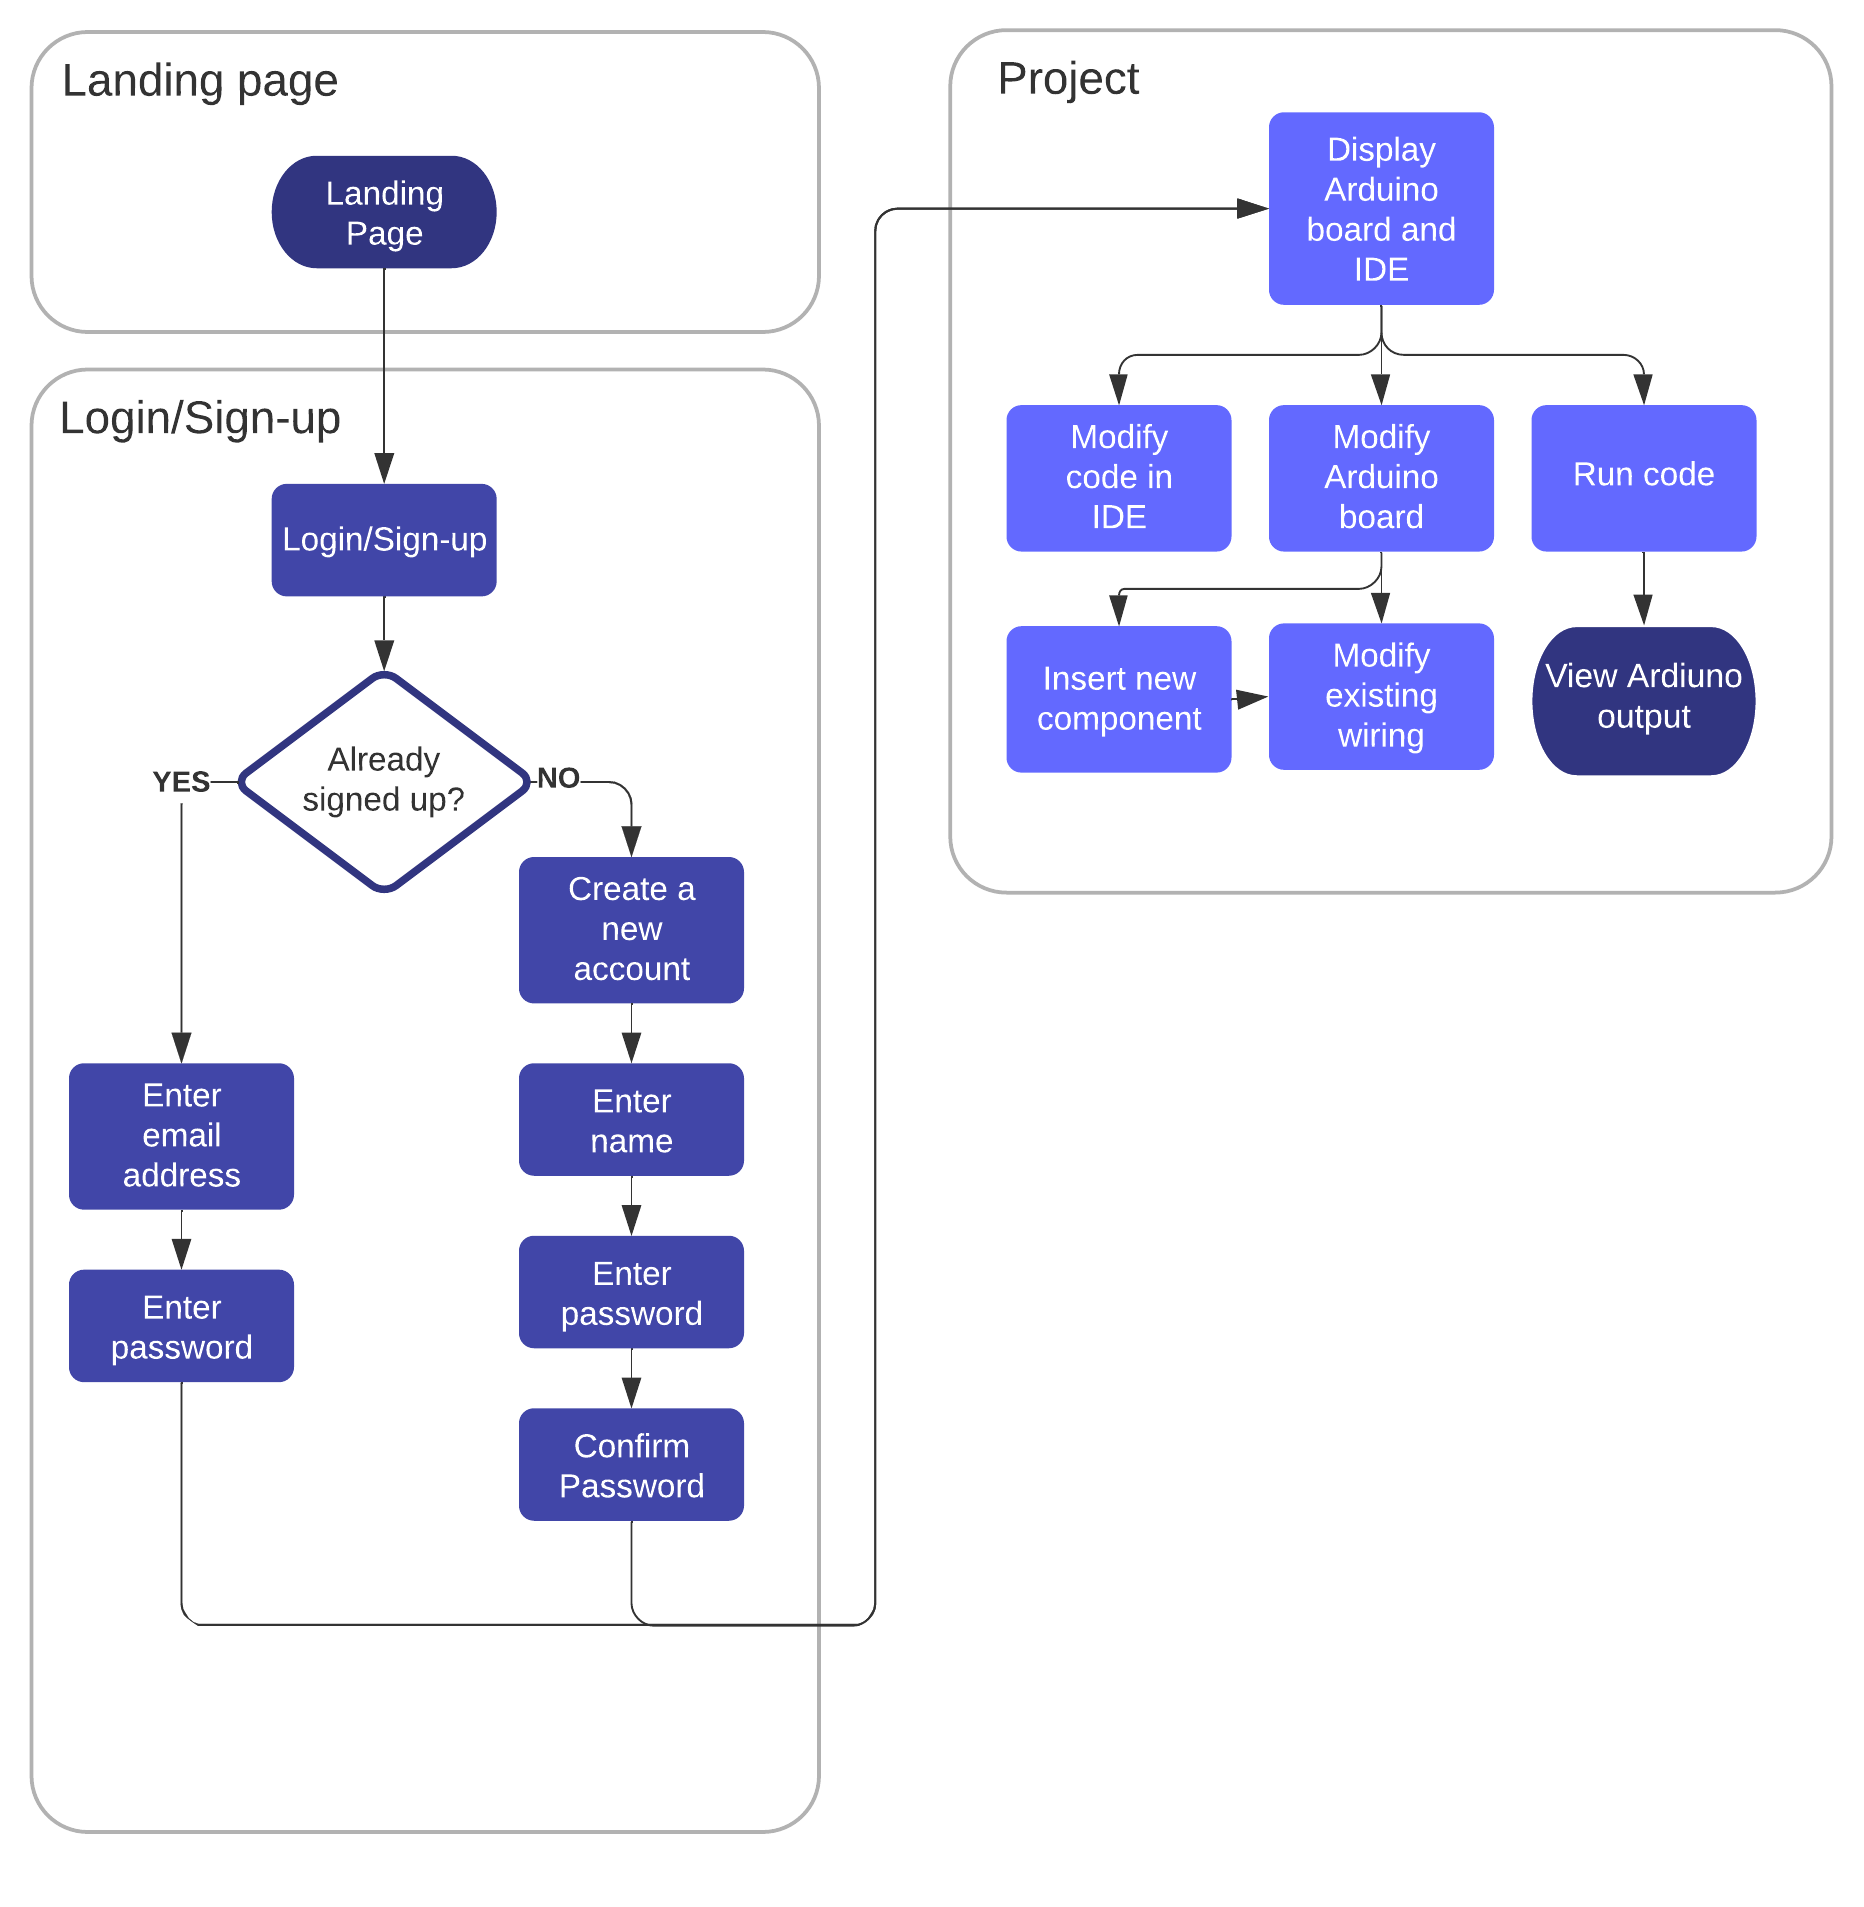 Landing page
Landing
Page
Login/Sign-up
Login/Sign-up
Already
signed up?
YES
NO
Create a
new
account
Enter
email
address
Enter
name
Enter
password
Enter
password
Confirm
Password
Project
Display
Arduino
board and
IDE
Modify
code in
IDE
Modify
Arduino
board
Run code
Insert new
component
Modify
existing
wiring
View Ardiuno
output